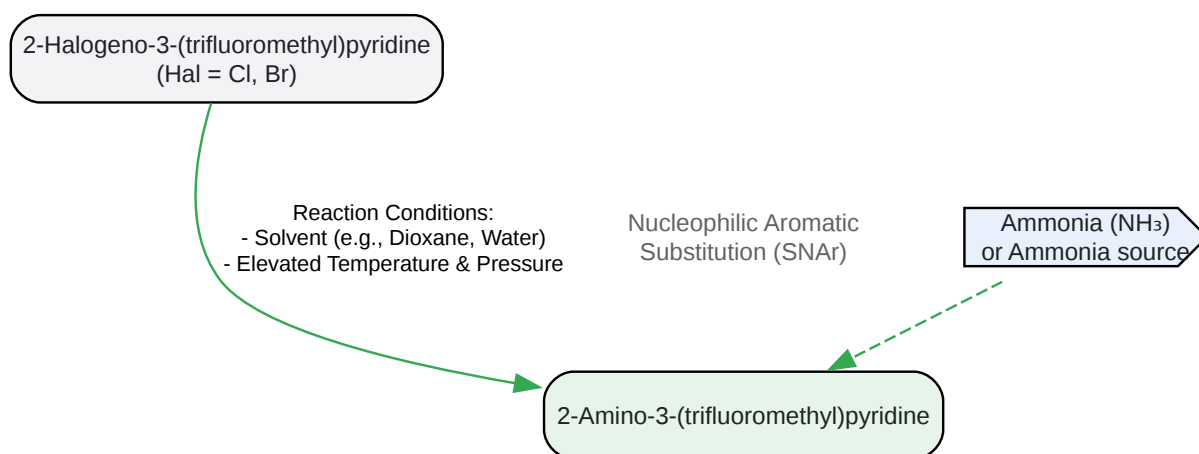 2-Halogeno-3-(trifluoromethyl)pyridine
(Hal = Cl, Br)
Reaction Conditions:
- Solvent (e.g., Dioxane, Water)
- Elevated Temperature & Pressure
Nucleophilic Aromatic
Substitution (SNAr)
Ammonia (NH₃)
or Ammonia source
2-Amino-3-(trifluoromethyl)pyridine